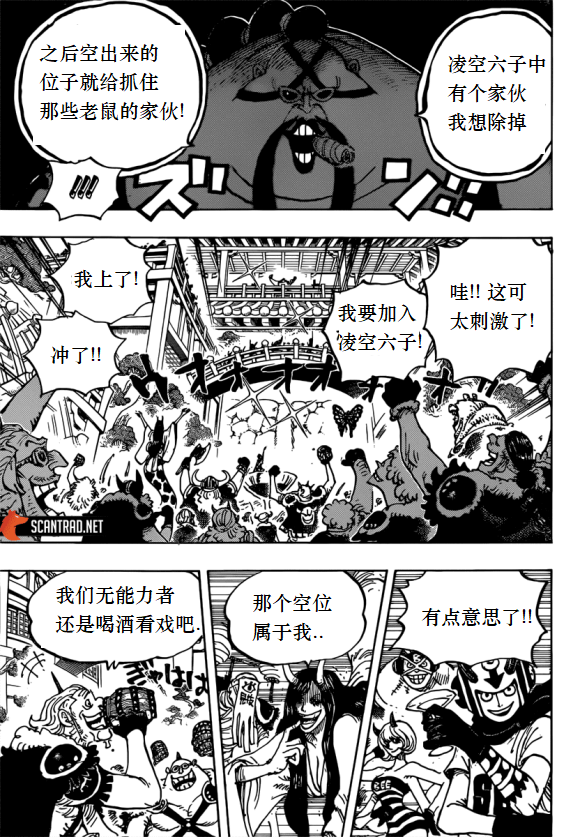 凌空六子中
有个家伙
我想除掉
之后空出来的
位子就给抓住
那些老鼠的家伙!
!!!
ズン!!
哇!! 这可
太刺激了!
我要加入
凌空六子!
我上了!
冲了!!
オオオオ
SCANTRAD.NET
有点意思了!!
那个空位
属于我..
我们无能力者
还是喝酒看戏吧.